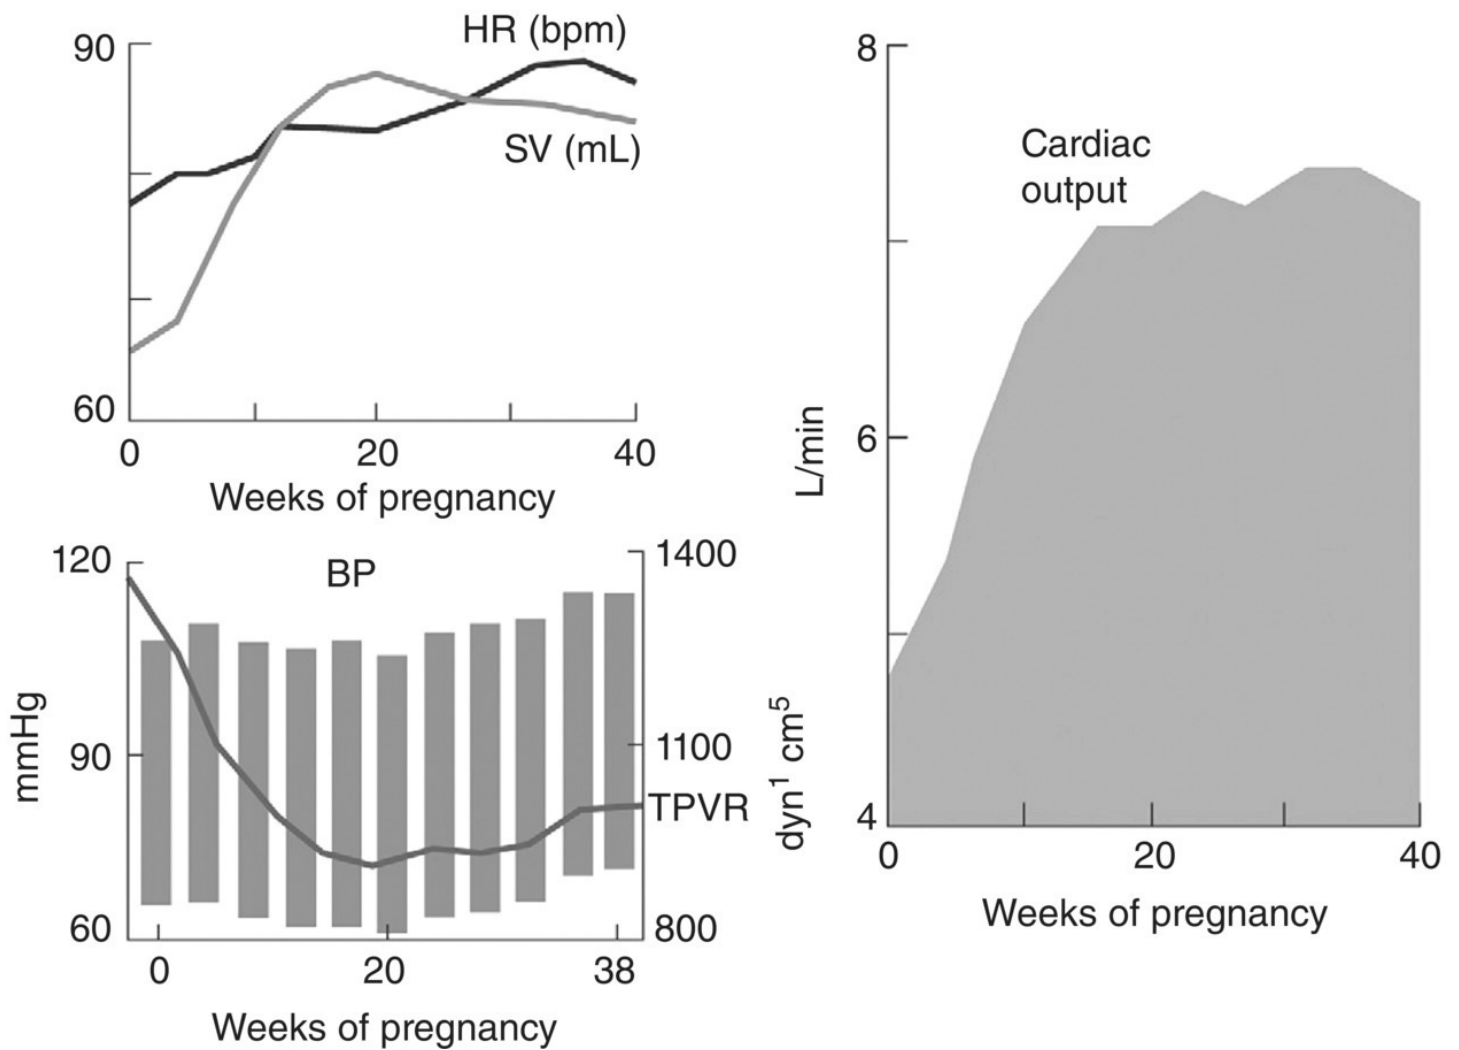 HR (bpm)
90
SV (mL)
60
0 20 40
Weeks of pregnancy
120
BP
1400
mmHg
90
1100
TPVR
dyn¹ cm⁵
60
800
0 20 38
Weeks of pregnancy
8
Cardiac
output
L/min
6
4
0 20 40
Weeks of pregnancy